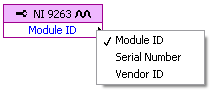 NI 9263
Module ID
Module ID
Serial Number
Vendor ID